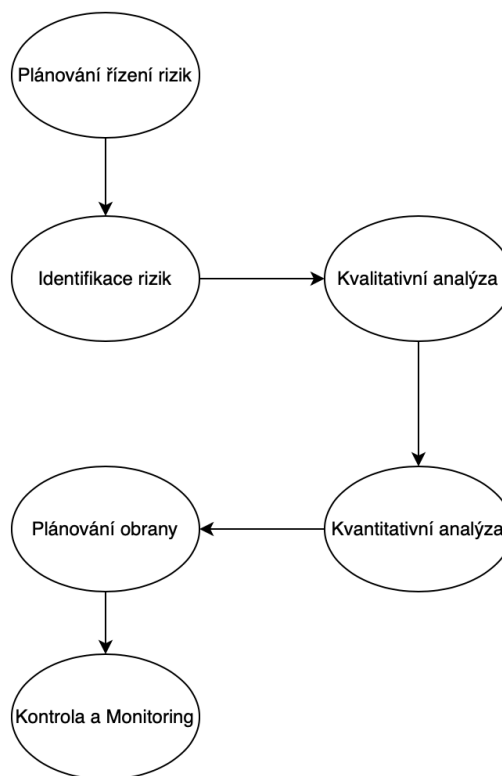 Plánování řízení rizik
Identifikace rizik
Kvalitativní analýza
Kvantitativní analýza
Plánování obrany
Kontrola a Monitoring